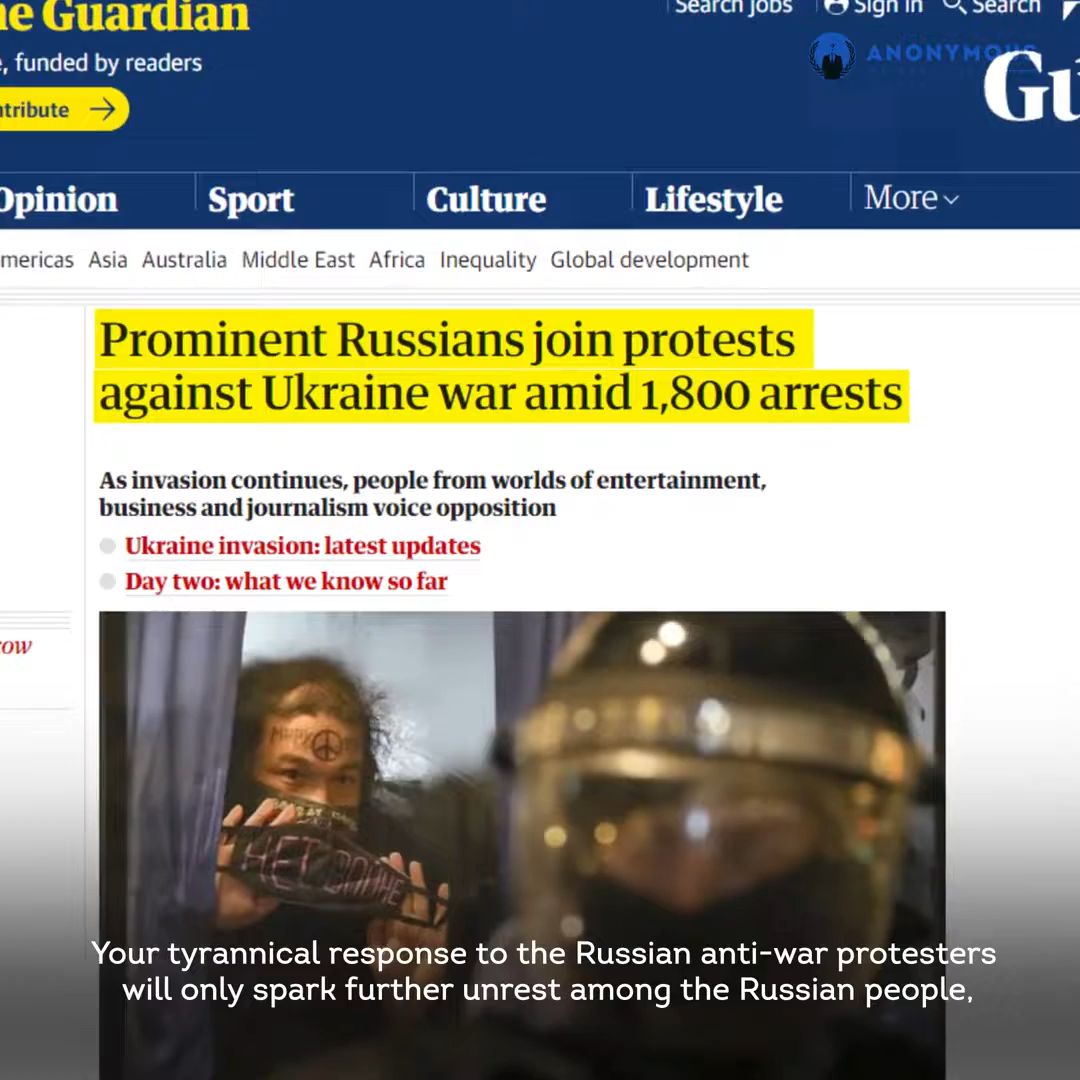 e Guardian
Search jobs
Sign in
Search
, funded by readers
ANONYMOUS
Gu
ntribute
Opinion
Sport
Culture
Lifestyle
More
mericas Asia Australia Middle East Africa Inequality Global development
Prominent Russians join protests
against Ukraine war amid 1,800 arrests
As invasion continues, people from worlds of entertainment,
business and journalism voice opposition
Ukraine invasion: latest updates
Day two: what we know so far
ow
НЕТ ВОЙНЕ
Your tyrannical response to the Russian anti-war protesters
will only spark further unrest among the Russian people,